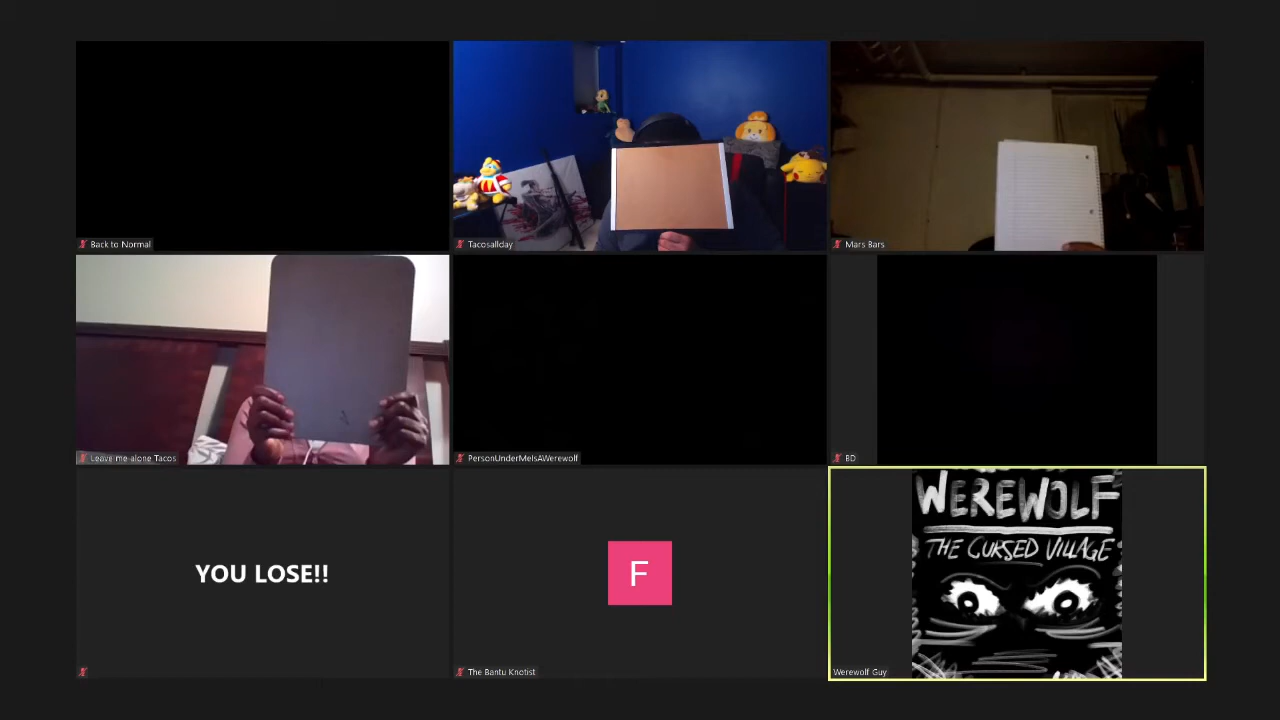 Back to Normal
Tacosallday
Mars Bars
Leave me alone Tacos
PersonUnderMeIsAWerewolf
BD
YOU LOSE!!
F
The Bantu Knotist
WEREWOLF
THE CURSED VILLAGE
Werewolf Guy